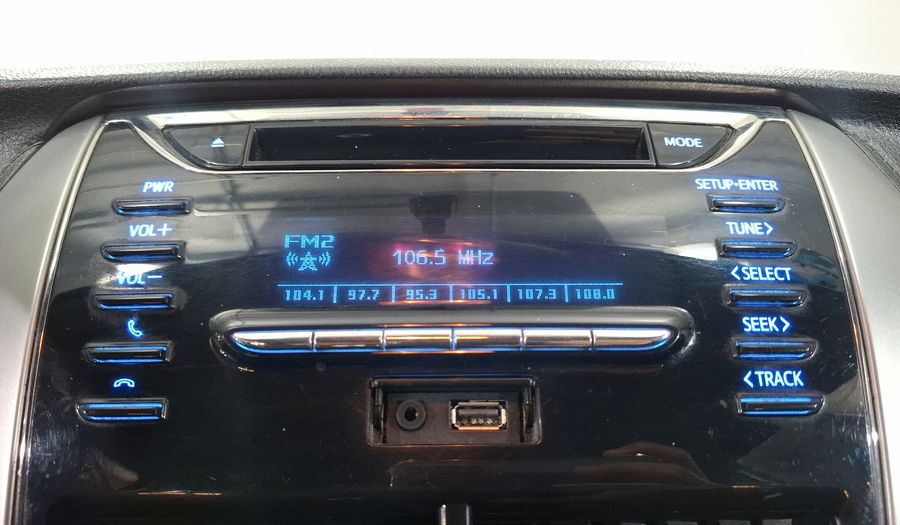 MODE
PWR
SETUP·ENTER
VOL+
TUNE>
FM2
106.5 MHz
VOL−
<SELECT
104.1 97.7 95.3 105.1 107.3 108.0
SEEK>
<TRACK